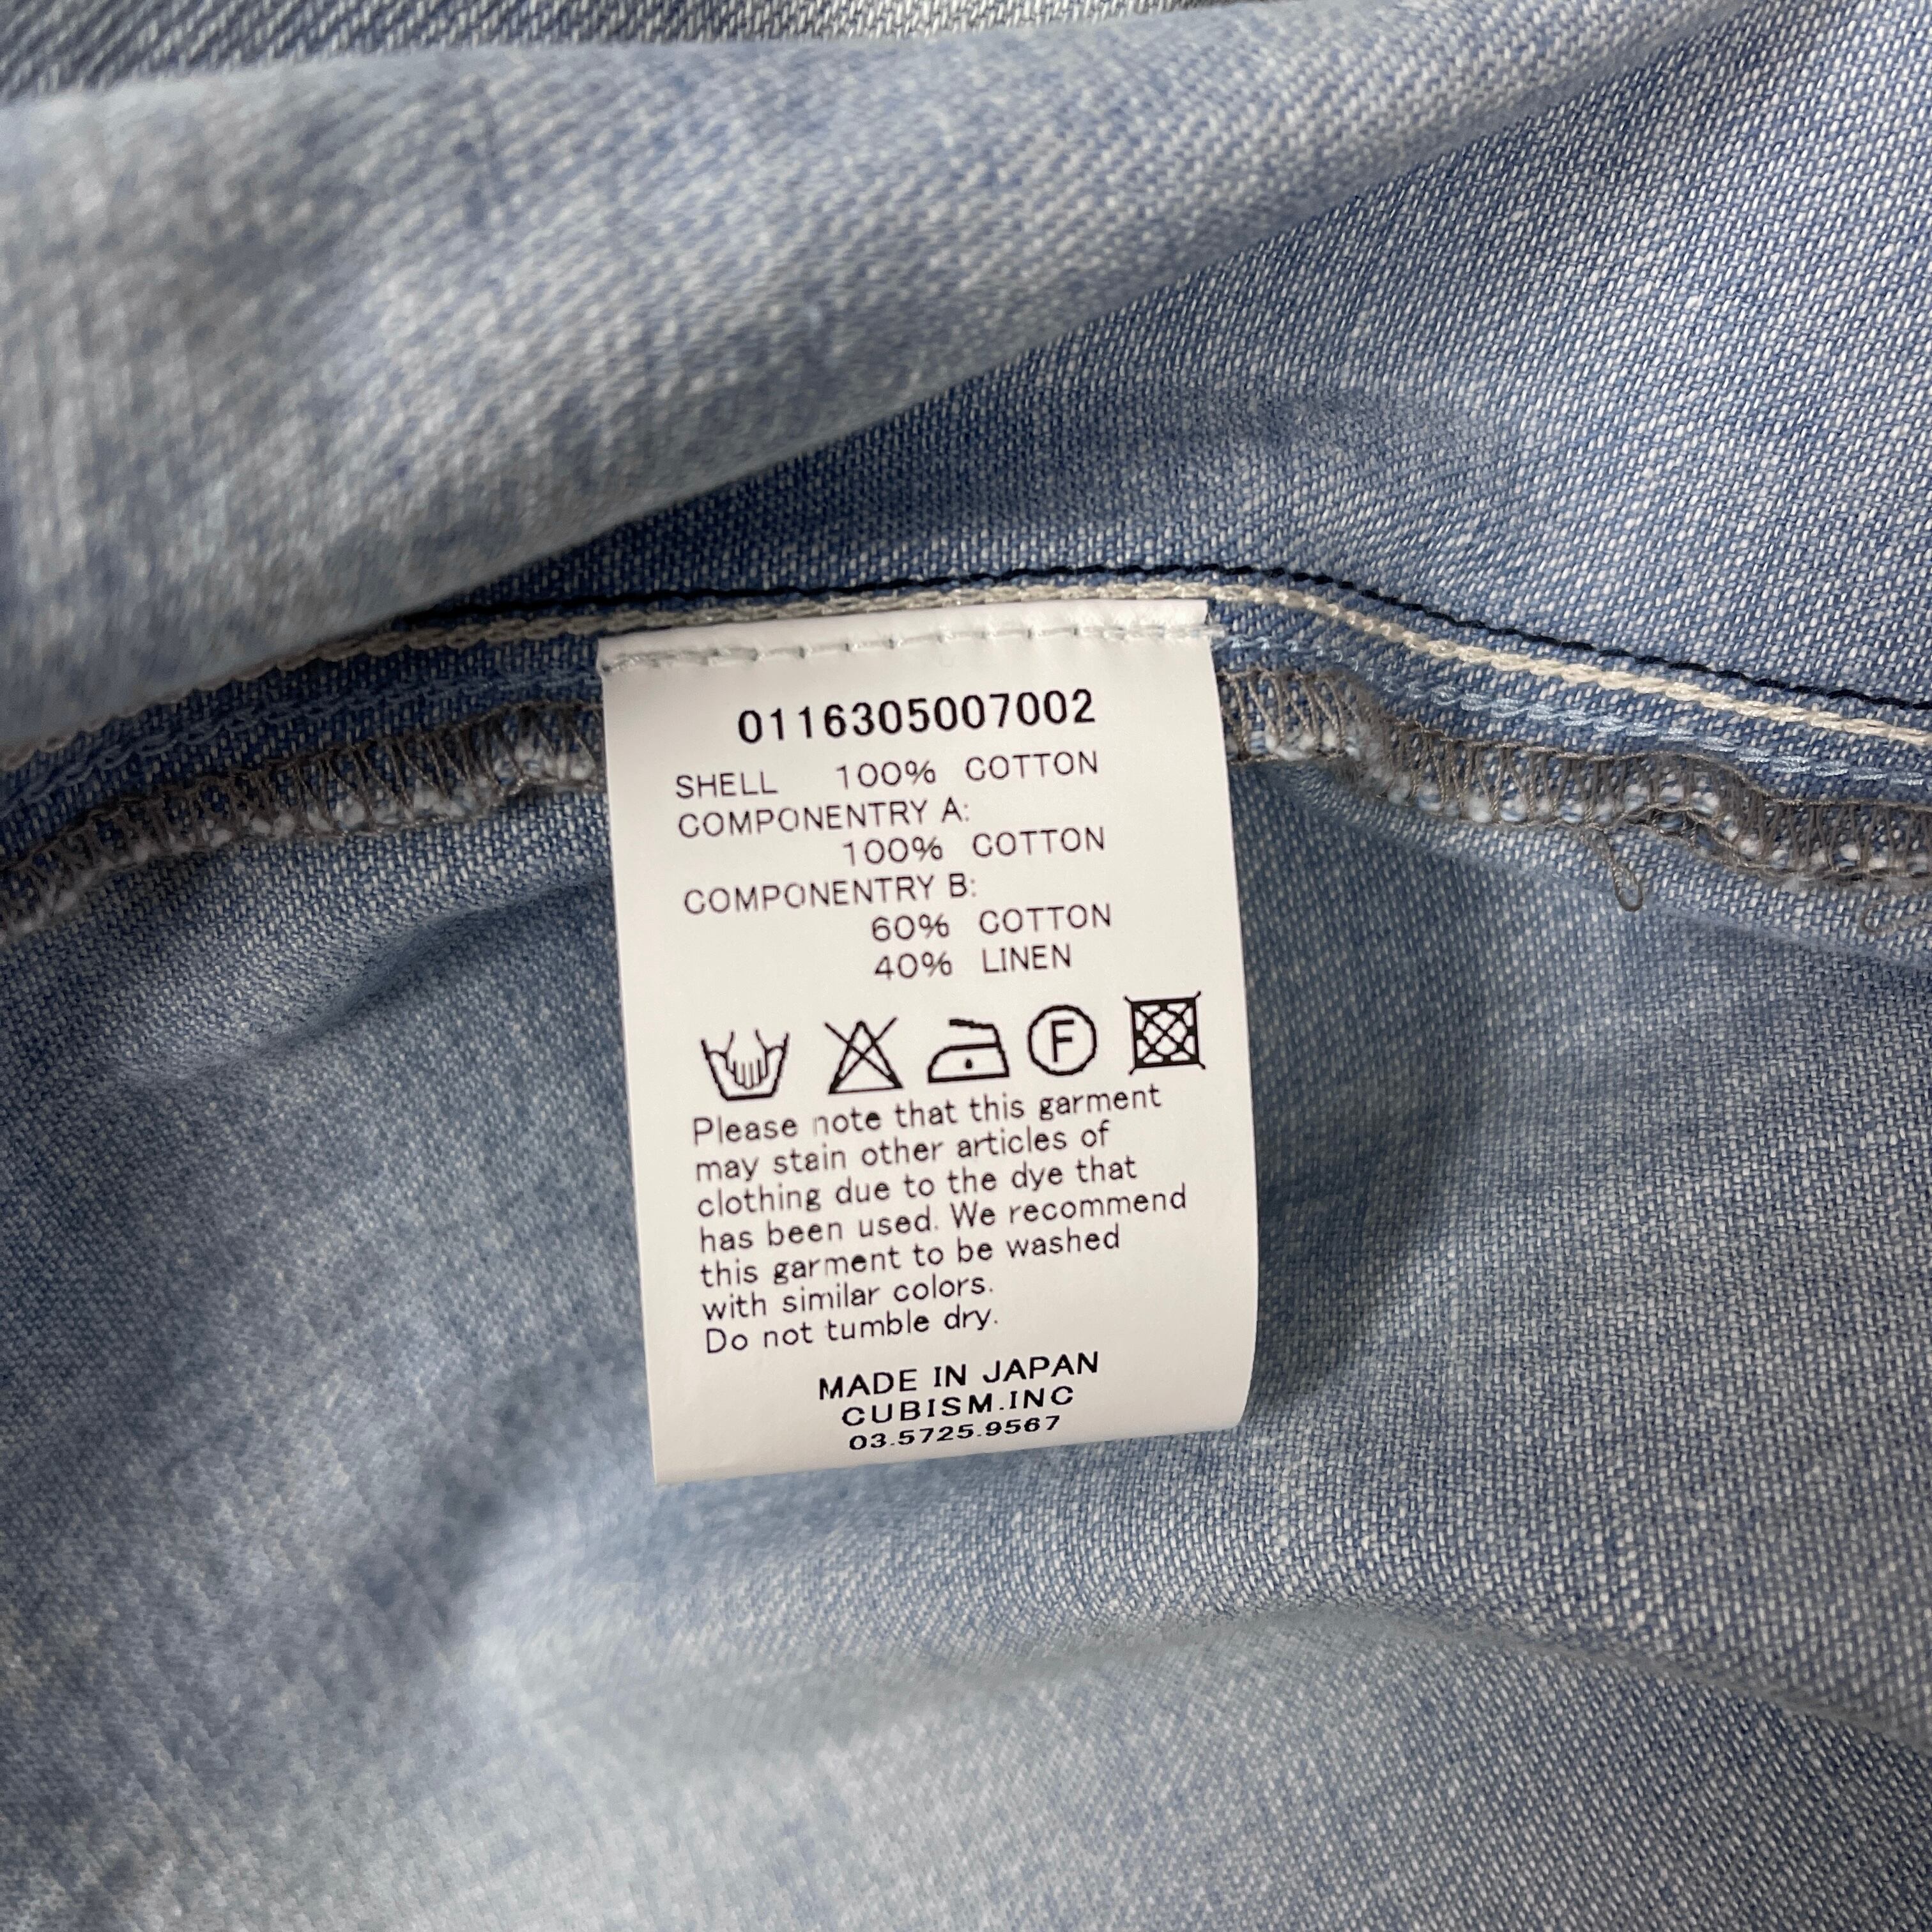 0116305007002
SHELL 100% COTTON
COMPONENTRY A:
100% COTTON
COMPONENTRY B:
60% COTTON
40% LINEN
F
Please note that this garment
may stain other articles of
clothing due to the dye that
has been used. We recommend
this garment to be washed
with similar colors.
Do not tumble dry.
MADE IN JAPAN
CUBISM.INC
03.5725.9567